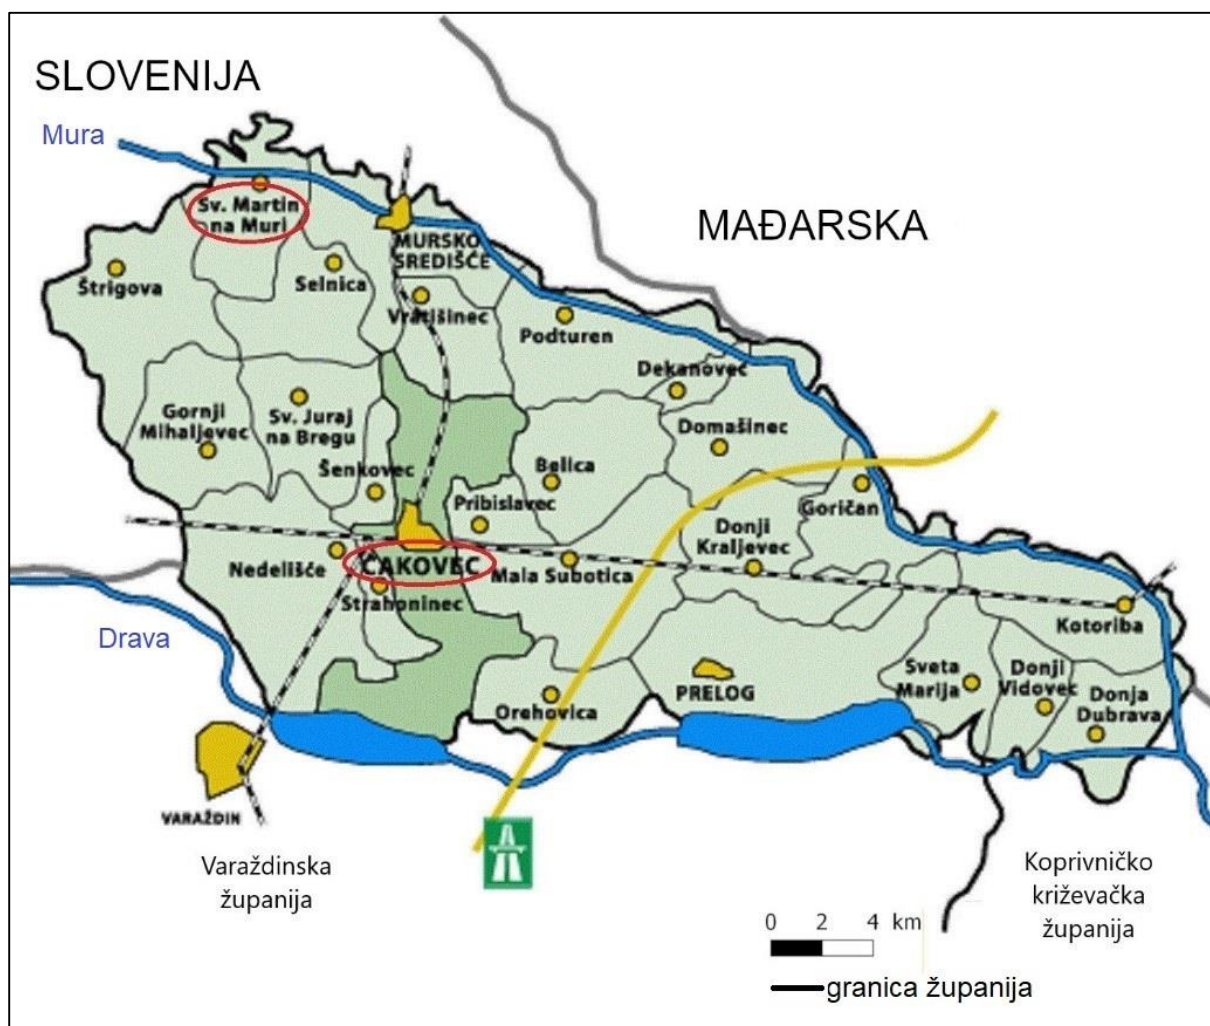 SLOVENIJA
Mura
Sv. Martin
na Muri
MAĐARSKA
MURSKO
SREDIŠĆE
Štrigova
Selnica
Vratišinec
Podturen
Dekanovec
Gornji
Mihaljevec
Sv. Juraj
na Bregu
Domašinec
Šenkovec
Belica
Pribislavec
Goričan
Donji
Kraljevec
Nedelišće
ČAKOVEC
Mala Subotica
Strahoninec
Kotoriba
Drava
Sveta
Marija
Donji
Vidovec
PRELOG
Donja
Dubrava
Orehovica
VARAŽDIN
Varaždinska
županija
Koprivničko
križevačka
županija
0 2 4 km
granica županija